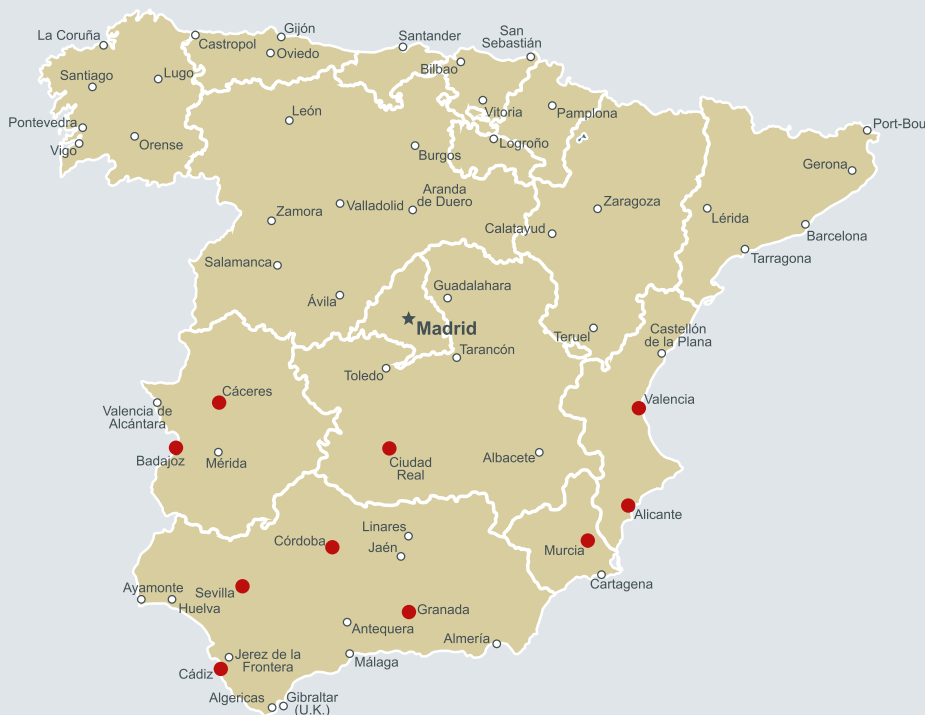 Gijón
La Coruña
Castropol
Santander
San
Sebastián
Oviedo
Bilbao
Santiago
Lugo
León
Vitoria
Pamplona
Pontevedra
Port-Bou
Vigo
Orense
Burgos
Logroño
Gerona
Zamora
Valladolid
Aranda
de Duero
Zaragoza
Lérida
Calatayud
Barcelona
Salamanca
Tarragona
Ávila
Guadalahara
Madrid
Teruel
Castellón
de la Plana
Tarancón
Toledo
Cáceres
Valencia
Valencia de
Alcántara
Badajoz
Mérida
Ciudad
Real
Albacete
Alicante
Linares
Córdoba
Jaén
Murcia
Cartagena
Ayamonte
Sevilla
Huelva
Granada
Antequera
Almería
Jerez de la
Frontera
Málaga
Cádiz
Algericas
Gibraltar
(U.K.)